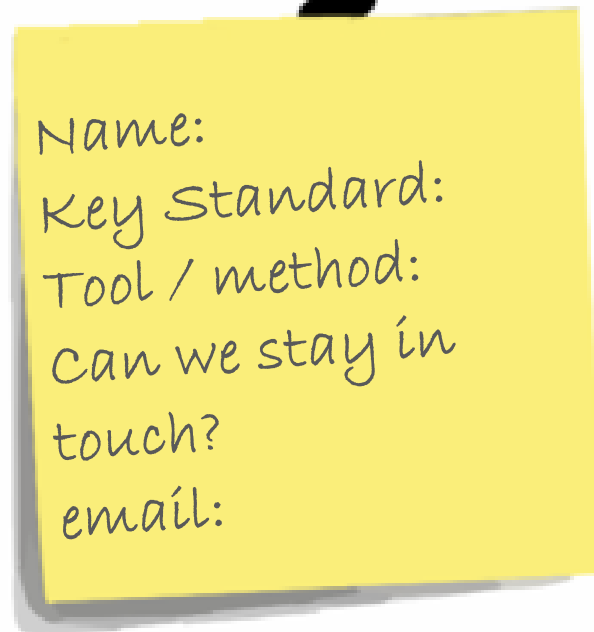 Name:
Key Standard:
Tool / method:
Can we stay in
touch?
email: